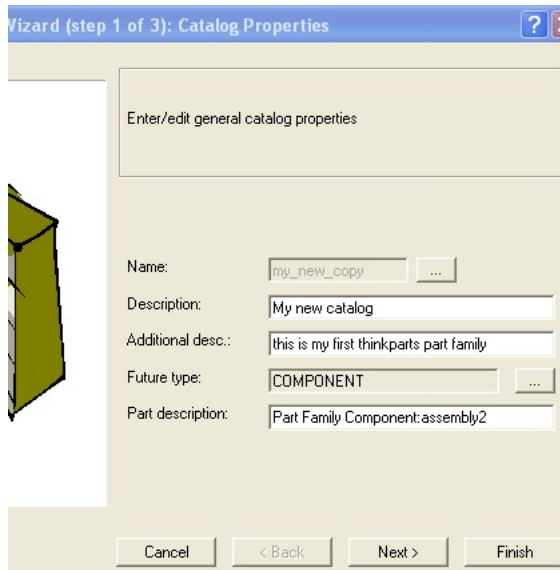 Wizard (step 1 of 3): Catalog Properties ?
Enter/edit general catalog properties
Name: my_new_copy ...
Description: My new catalog
Additional desc.: this is my first thinkparts part family
Future type: COMPONENT ...
Part description: Part Family Component:assembly2
Cancel < Back Next > Finish